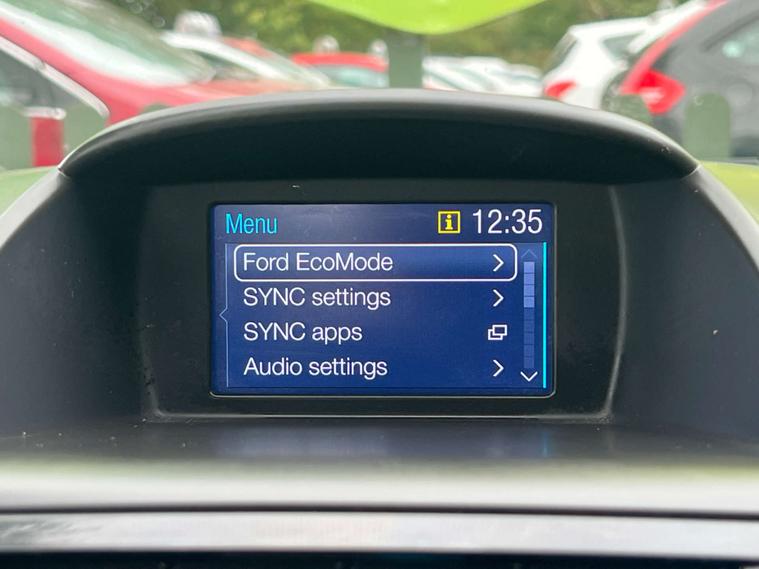 Menu i 12:35
Ford EcoMode
SYNC settings
SYNC apps
Audio settings